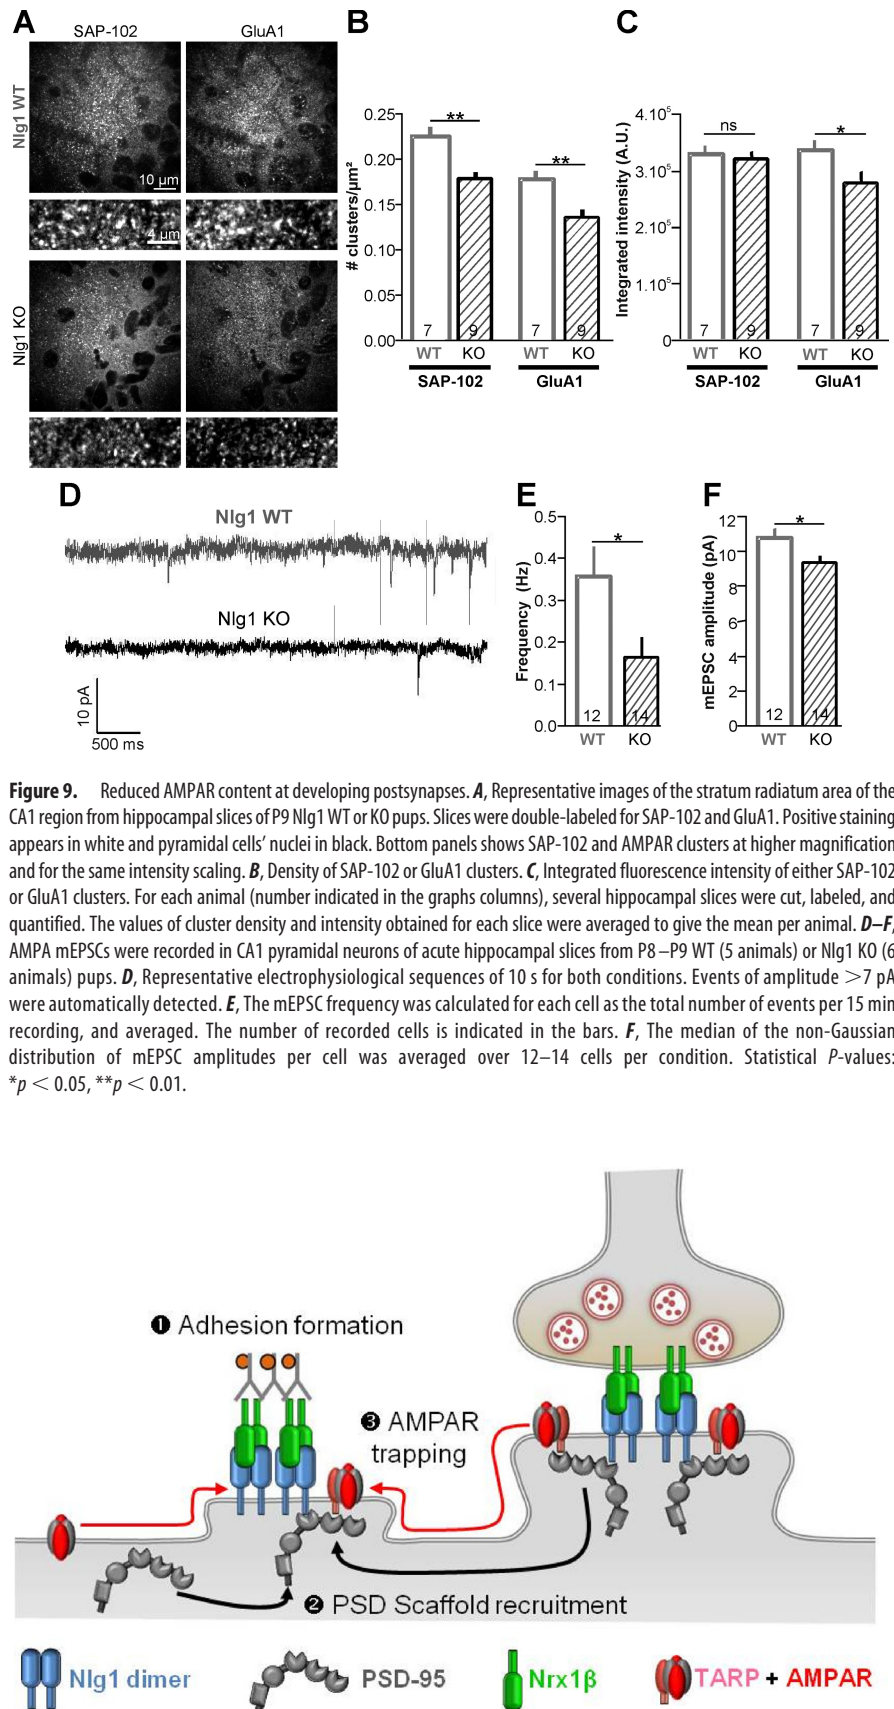 A
SAP-102
GluA1
Nlg1 WT
10 µm
4 µm
Nlg1 KO
B
# clusters/µm²
0.25
0.20
0.15
0.10
0.05
0.00
**
**
7
9
7
9
WT
KO
WT
KO
SAP-102
GluA1
C
Integrated intensity (A.U.)
4.10⁵
3.10⁵
2.10⁵
1.10⁵
0
ns
*
7
9
7
9
WT
KO
WT
KO
SAP-102
GluA1
D
Nlg1 WT
Nlg1 KO
10 pA
500 ms
E
Frequency (Hz)
0.5
0.4
0.3
0.2
0.1
0.0
*
12
14
WT
KO
F
mEPSC amplitude (pA)
12
10
8
6
4
2
0
*
12
14
WT
KO
Figure 9. Reduced AMPAR content at developing postsynapses. A, Representative images of the stratum radiatum area of the
CA1 region from hippocampal slices of P9 Nlg1 WT or KO pups. Slices were double-labeled for SAP-102 and GluA1. Positive staining
appears in white and pyramidal cells' nuclei in black. Bottom panels shows SAP-102 and AMPAR clusters at higher magnification
and for the same intensity scaling. B, Density of SAP-102 or GluA1 clusters. C, Integrated fluorescence intensity of either SAP-102
or GluA1 clusters. For each animal (number indicated in the graphs columns), several hippocampal slices were cut, labeled, and
quantified. The values of cluster density and intensity obtained for each slice were averaged to give the mean per animal. D–F,
AMPA mEPSCs were recorded in CA1 pyramidal neurons of acute hippocampal slices from P8–P9 WT (5 animals) or Nlg1 KO (6
animals) pups. D, Representative electrophysiological sequences of 10 s for both conditions. Events of amplitude >7 pA
were automatically detected. E, The mEPSC frequency was calculated for each cell as the total number of events per 15 min
recording, and averaged. The number of recorded cells is indicated in the bars. F, The median of the non-Gaussian
distribution of mEPSC amplitudes per cell was averaged over 12–14 cells per condition. Statistical P-values:
*p < 0.05, **p < 0.01.
❶ Adhesion formation
❸ AMPAR
trapping
❷ PSD Scaffold recruitment
Nlg1 dimer
PSD-95
Nrx1β
TARP + AMPAR